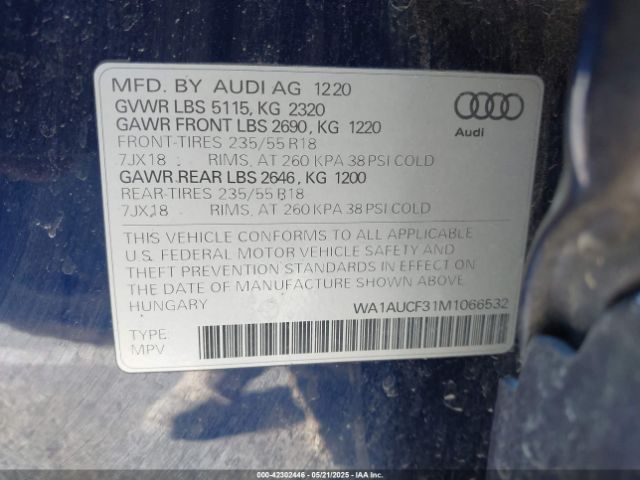 MFD. BY AUDI AG 1220
GVWR LBS 5115, KG 2320
GAWR FRONT LBS 2690, KG 1220
FRONT-TIRES 235/55 R18
7JX18 RIMS, AT 260 KPA 38 PSI COLD
GAWR REAR LBS 2646, KG 1200
REAR-TIRES 235/55 R18
7JX18 RIMS, AT 260 KPA 38 PSI COLD
Audi
THIS VEHICLE CONFORMS TO ALL APPLICABLE
U.S. FEDERAL MOTOR VEHICLE SAFETY AND
THEFT PREVENTION STANDARDS IN EFFECT ON
THE DATE OF MANUFACTURE SHOWN ABOVE
HUNGARY WA1AUCF31M1066532
TYPE:
MPV
000-42302446 - 05/21/2025 - IAAI.COM